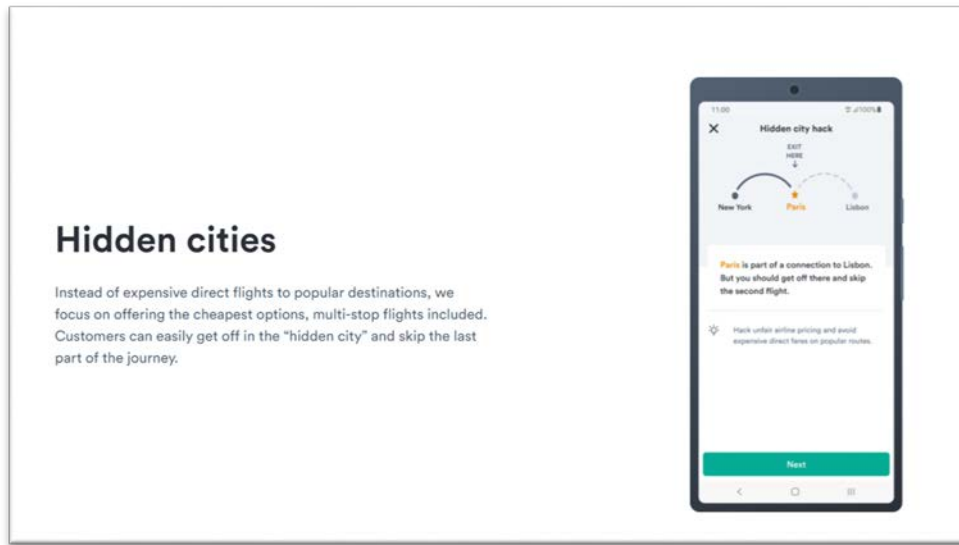 Hidden cities
Instead of expensive direct flights to popular destinations, we
focus on offering the cheapest options, multi-stop flights included.
Customers can easily get off in the “hidden city” and skip the last
part of the journey.
11:00 100%
Hidden city hack
EXIT
HERE
New York Paris Lisbon
Paris is part of a connection to Lisbon.
But you should get off there and skip
the second flight.
Hack unfair airline pricing and avoid
expensive direct fares on popular routes.
Next